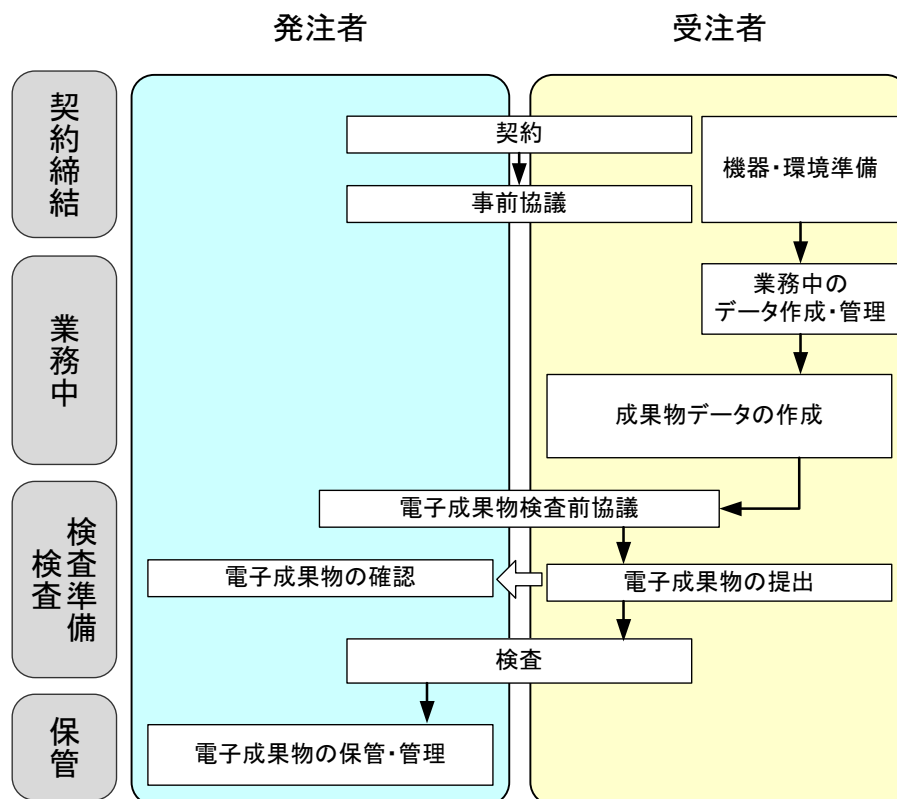 発注者
受注者
契約締結
契約
機器・環境準備
事前協議
業務中
業務中の
データ作成・管理
成果物データの作成
検査準備
検査
電子成果物検査前協議
電子成果物の確認
電子成果物の提出
検査
保管
電子成果物の保管・管理